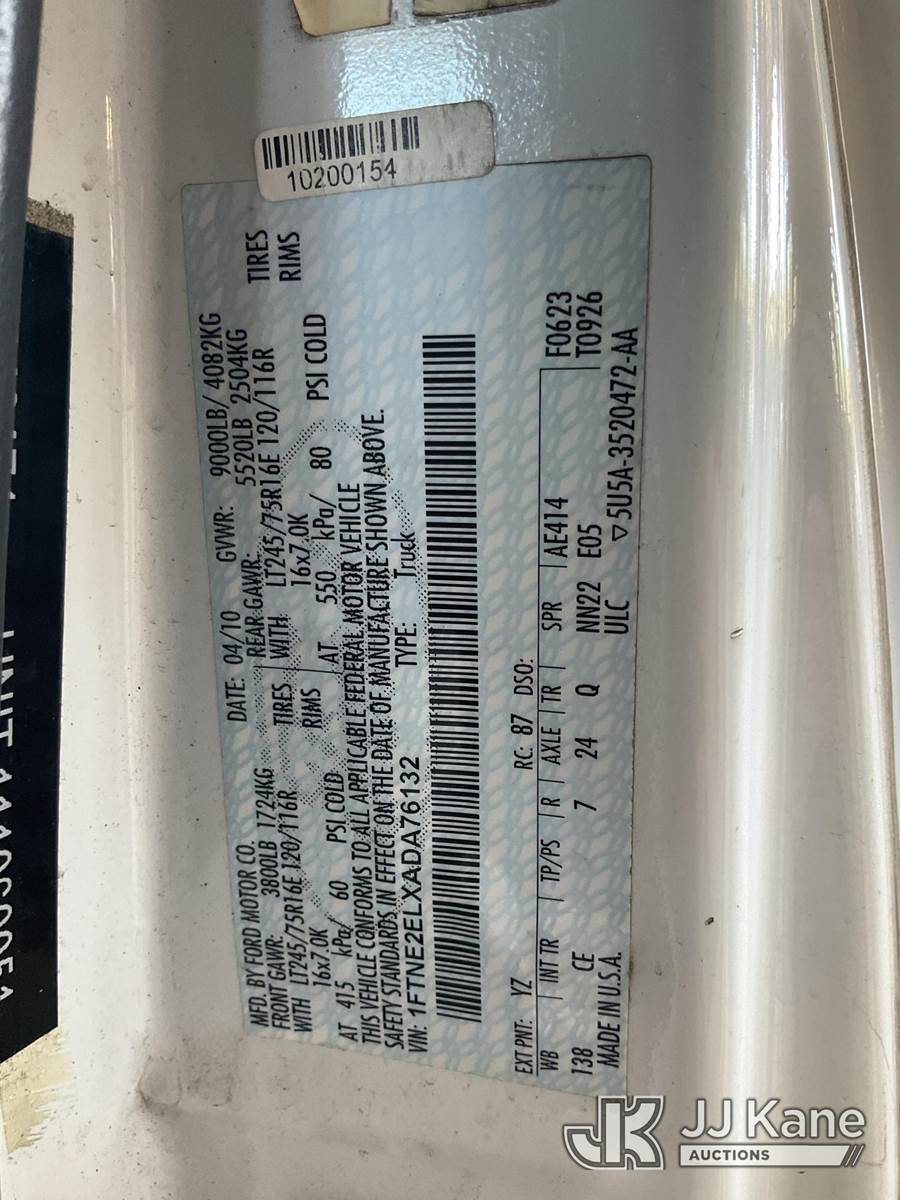 10200154
MFD. BY FORD MOTOR CO.
DATE: 04/10
GVWR: 9000LB/ 4082KG
FRONT GAWR: 3800LB 1724KG
REAR GAWR: 5520LB 2504KG
WITH LT245/75R16E 120/116R TIRES
WITH LT245/75R16E 120/116R TIRES
16x7.0K RIMS
16x7.0K RIMS
AT 415 kPa/ 60 PSI COLD
AT 550 kPa/ 80 PSI COLD
THIS VEHICLE CONFORMS TO ALL APPLICABLE FEDERAL MOTOR VEHICLE
SAFETY STANDARDS IN EFFECT ON THE DATE OF MANUFACTURE SHOWN ABOVE.
VIN: 1FTNE2ELXADA76132
TYPE: Truck
EXT PNT: YZ RC: 87 DSO:
F0623
WB | INT TR | TP/PS | R | AXLE | TR | SPR | AE414
T0926
138 CE 7 24 Q NN22 E05
MADE IN U.S.A. ULC ▽5U5A-3520472-AA
JK JJ Kane
AUCTIONS